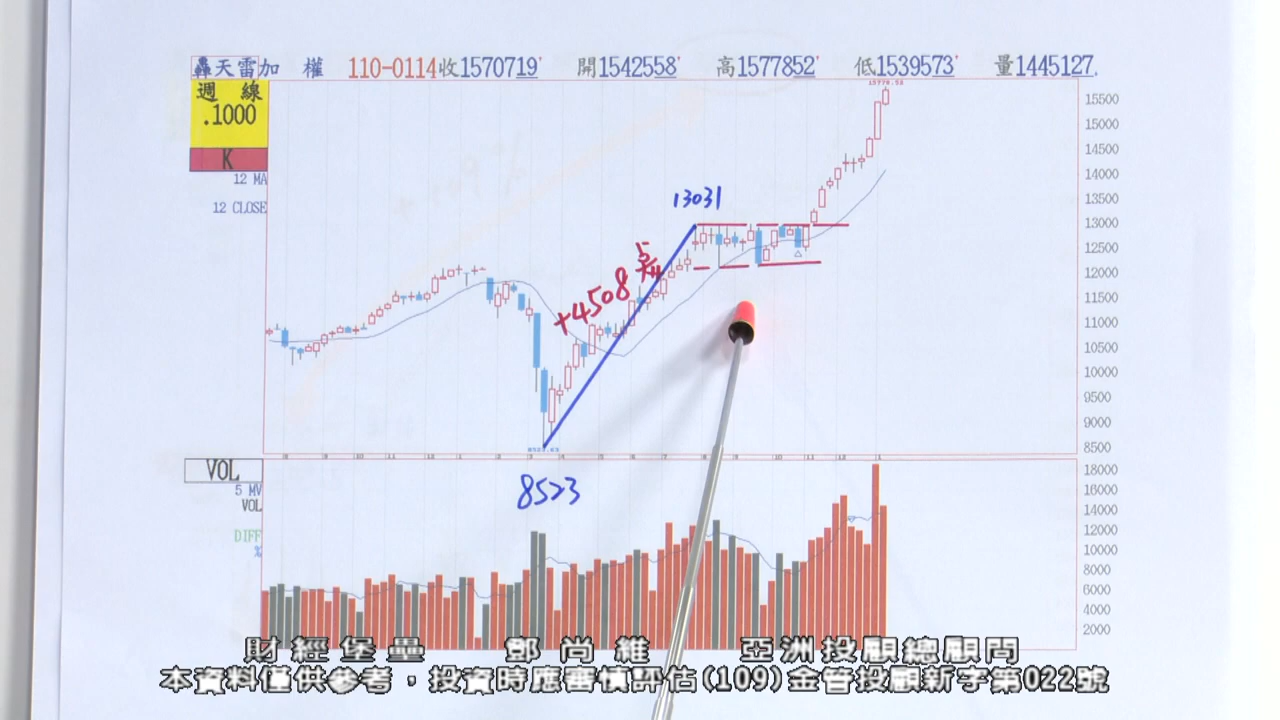 轟天雷加 權 110-0114收1570719' 開1542558' 高1577852' 低1539573' 量1445127.
週 線
.1000
K
12 MA
12 CLOSE
15500
15000
14500
14000
13500
13000
12500
12000
11500
11000
10500
10000
9500
9000
8500
13031
+4508点
8523
VOL
5 MV
VOL
DIFF
%
18000
16000
14000
12000
10000
8000
6000
4000
2000
財經堡壘 鄧尚維 亞洲投顧總顧問
本資料僅供參考，投資時應審慎評估(109)金管投顧新字第022號